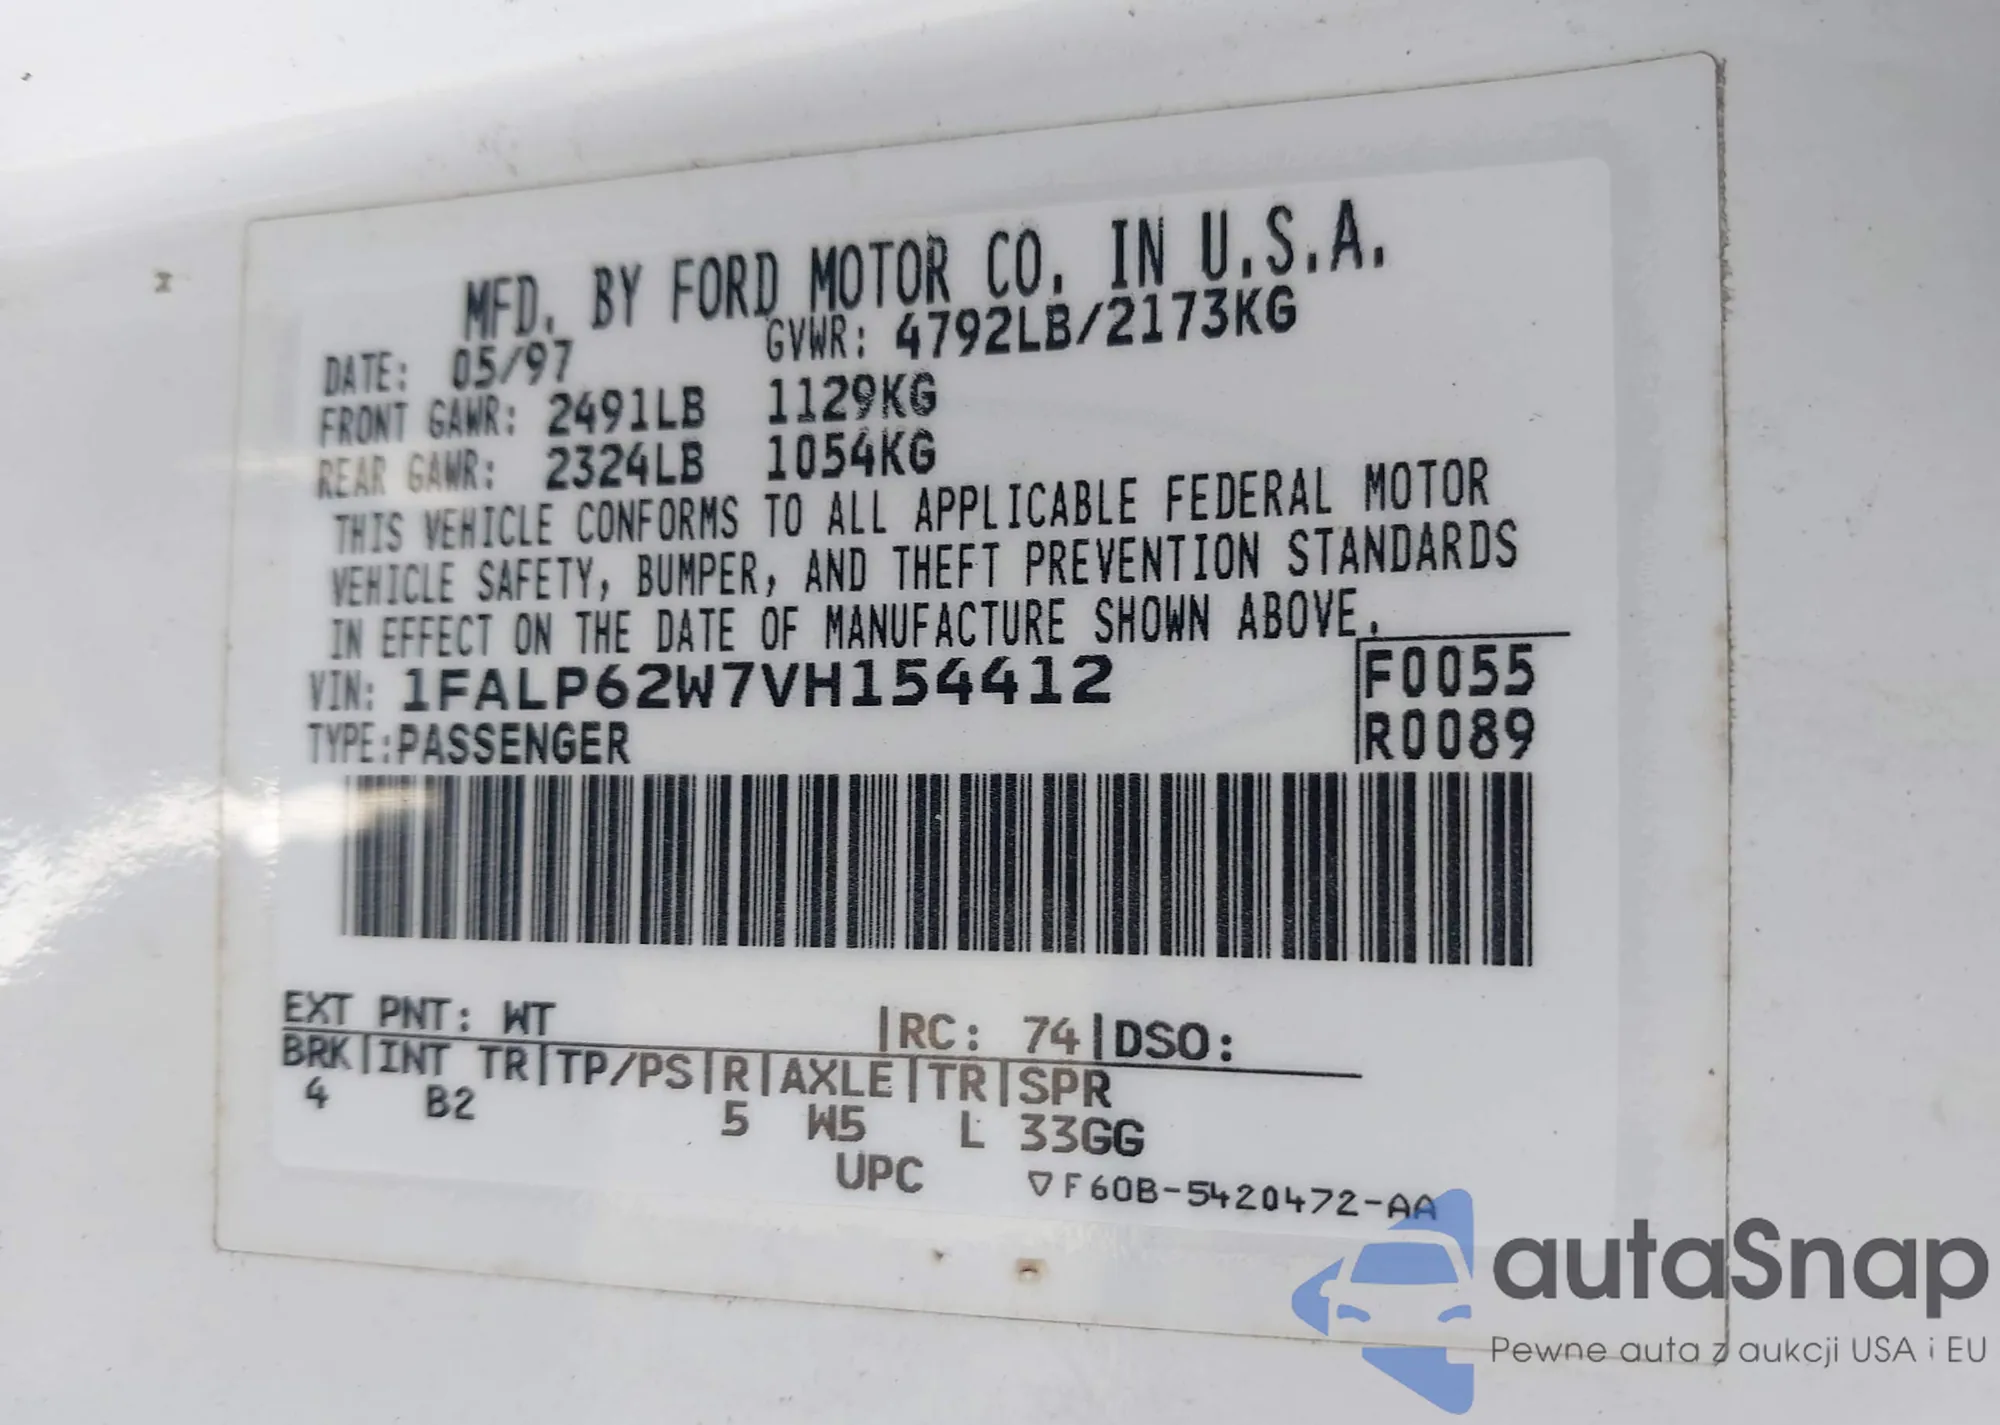 MFD. BY FORD MOTOR CO. IN U.S.A.
DATE: 05/97 GVWR: 4792LB/2173KG
FRONT GAWR: 2491LB 1129KG
REAR GAWR: 2324LB 1054KG
THIS VEHICLE CONFORMS TO ALL APPLICABLE FEDERAL MOTOR
VEHICLE SAFETY, BUMPER, AND THEFT PREVENTION STANDARDS
IN EFFECT ON THE DATE OF MANUFACTURE SHOWN ABOVE.
VIN: 1FALP62W7VH154412 F0055
TYPE: PASSENGER R0089
EXT PNT: WT |RC: 74|DSO:
BRK|INT TR|TP/PS|R|AXLE|TR|SPR
4 B2 5 W5 L 33GG
UPC ▽F60B-5420472-AA
autaSnap
Pewne auta z aukcji USA i EU